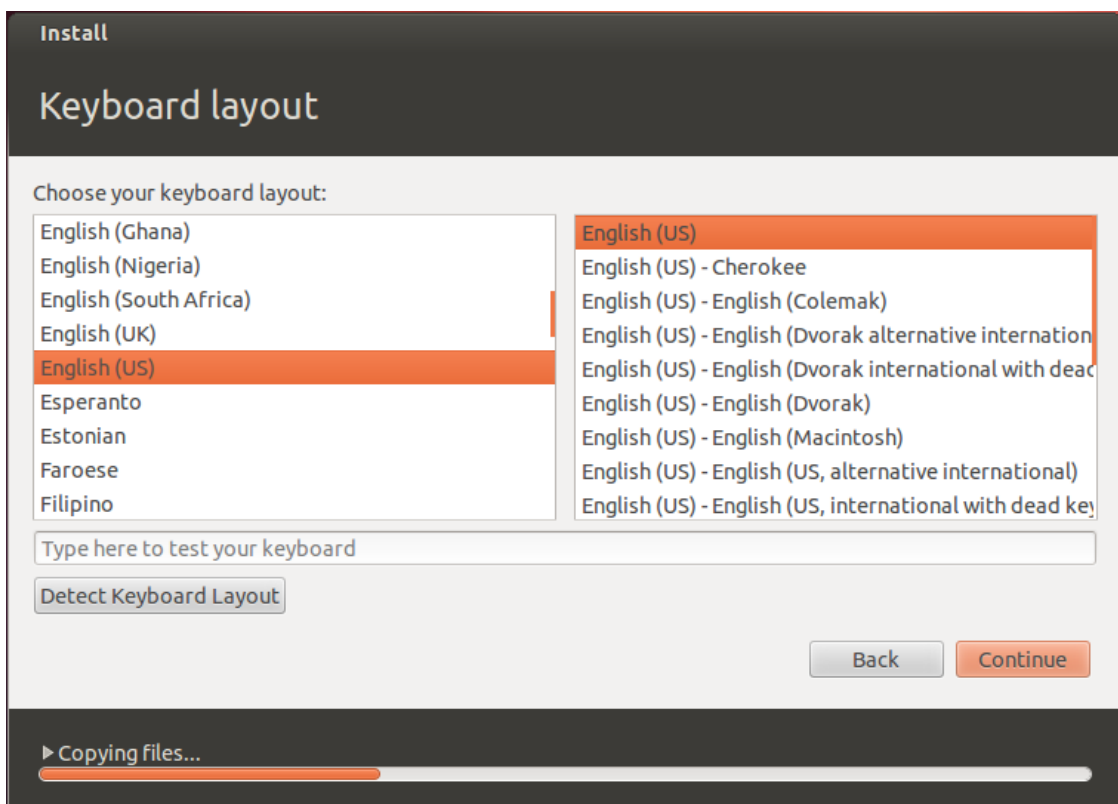 Install
Keyboard layout
Choose your keyboard layout:
English (Ghana)
English (Nigeria)
English (South Africa)
English (UK)
English (US)
Esperanto
Estonian
Faroese
Filipino
English (US)
English (US) - Cherokee
English (US) - English (Colemak)
English (US) - English (Dvorak alternative internation
English (US) - English (Dvorak international with dead
English (US) - English (Dvorak)
English (US) - English (Macintosh)
English (US) - English (US, alternative international)
English (US) - English (US, international with dead key
Type here to test your keyboard
Detect Keyboard Layout
Back
Continue
Copying files...